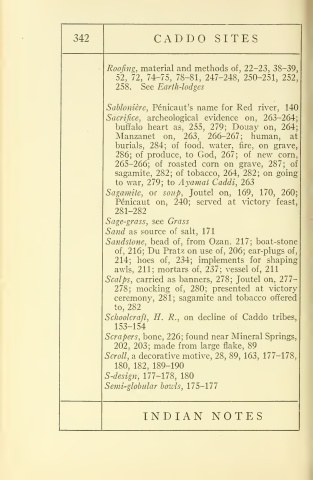 342
CADDO SITES
Roofing, material and methods of, 22–23, 38–39,
52, 72, 74–75, 78–81, 247–248, 250–251, 252,
258. See Earth-lodges
Sablonière, Pénicaut's name for Red river, 140
Sacrifice, archeological evidence on, 263–264;
buffalo heart as, 255, 279; Douay on, 264;
Manzanet on, 263, 266–267; human, at
burials, 284; of food, water, fire, on grave,
286; of produce, to God, 267; of new corn,
265–266; of roasted corn on grave, 287; of
sagamite, 282; of tobacco, 264, 282; on going
to war, 279; to Ayamat Caddi, 263
Sagamite, or soup, Joutel on, 169, 170, 260;
Pénicaut on, 240; served at victory feast,
281–282
Sage-grass, see Grass
Sand as source of salt, 171
Sandstone, bead of, from Ozan. 217; boat-stone
of, 216; Du Pratz on use of, 206; ear-plugs of,
214; hoes of, 234; implements for shaping
awls, 211; mortars of, 237; vessel of, 211
Scalps, carried as banners, 278; Joutel on, 277–
278; mocking of, 280; presented at victory
ceremony, 281; sagamite and tobacco offered
to, 282
Schoolcraft, H. R., on decline of Caddo tribes,
153–154
Scrapers, bone, 226; found near Mineral Springs,
202, 203; made from large flake, 89
Scroll, a decorative motive, 28, 89, 163, 177–178,
180, 182, 189–190
S-design, 177–178, 180
Semi-globular bowls, 175–177
INDIAN NOTES